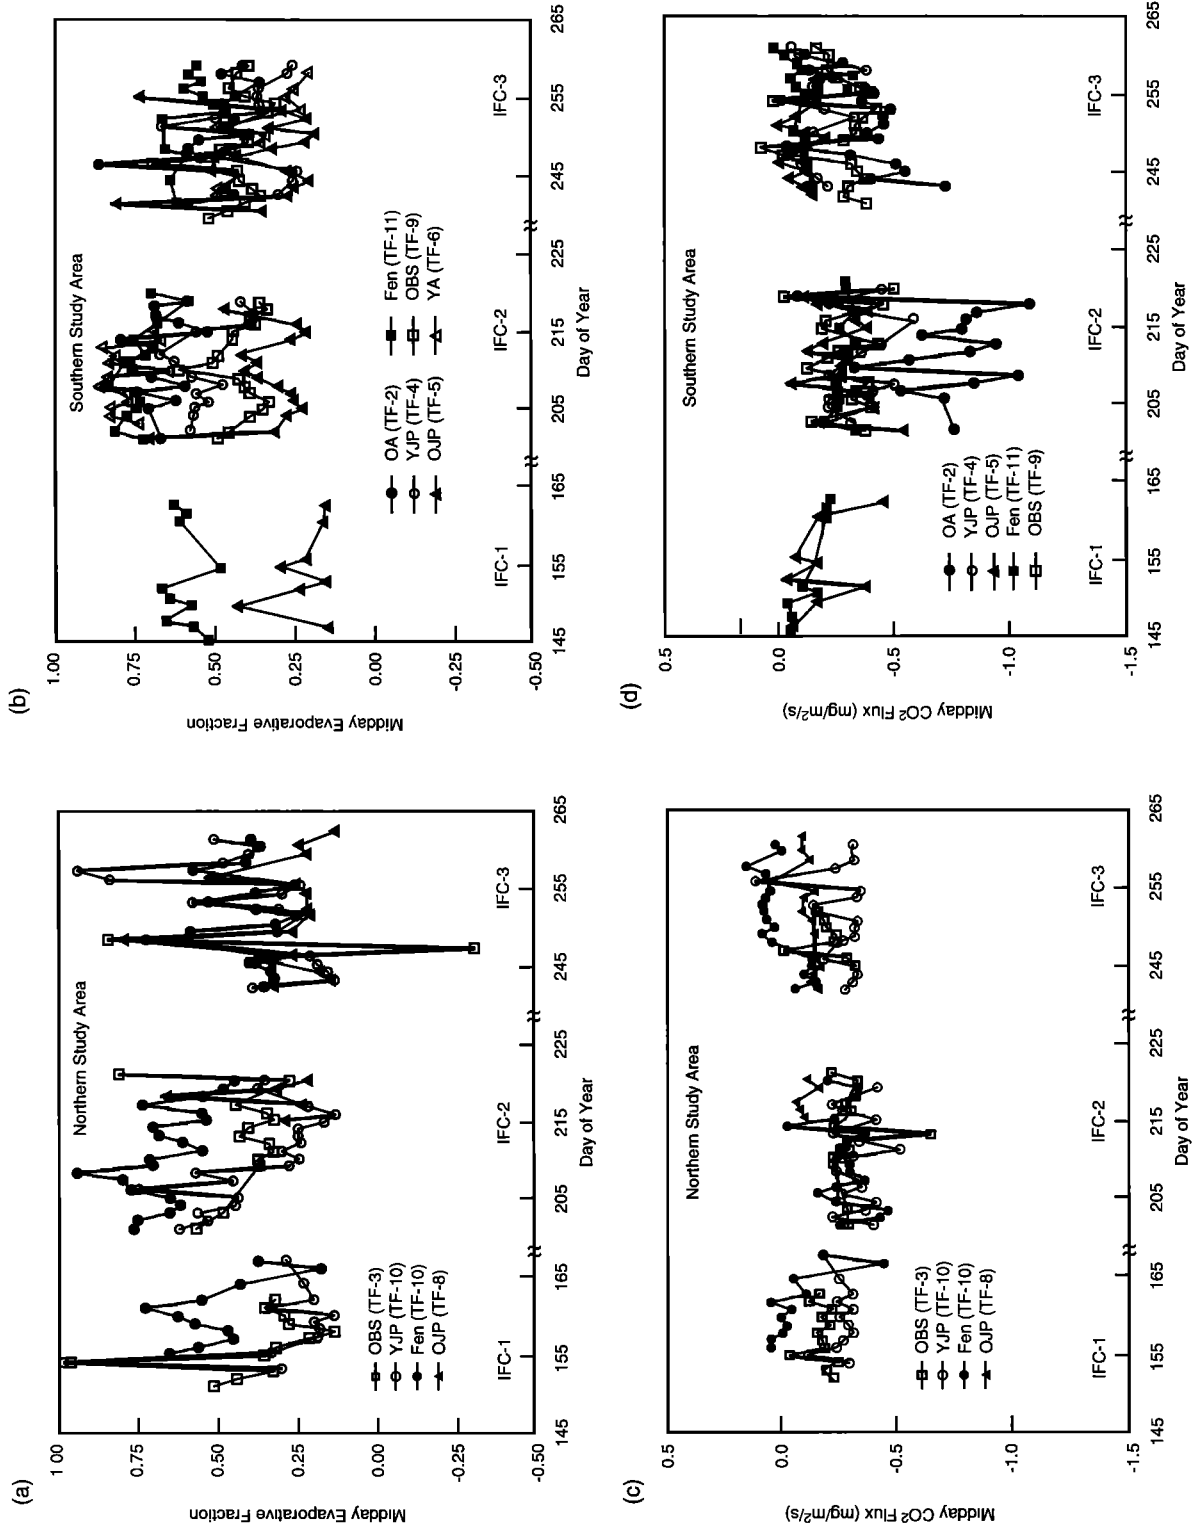 (a)
Northern Study Area
1 00
0.75
0.50
0.25
0.00
-0.25
-0.50
Midday Evaporative Fraction
OBS (TF-3)
YJP (TF-10)
Fen (TF-10)
OJP (TF-8)
IFC-1
IFC-2
IFC-3
145
155
165
205
215
225
245
255
265
Day of Year
(b)
Southern Study Area
1.00
0.75
0.50
0.25
0.00
-0.25
-0.50
Midday Evaporative Fraction
OA (TF-2)
YJP (TF-4)
OJP (TF-5)
Fen (TF-11)
OBS (TF-9)
YA (TF-6)
IFC-1
IFC-2
IFC-3
145
155
165
205
215
225
245
255
265
Day of Year
(c)
Northern Study Area
0.5
0.0
-0.5
-1.0
-1.5
Midday CO² Flux (mg/m²/s)
OBS (TF-3)
YJP (TF-10)
Fen (TF-10)
OJP (TF-8)
IFC-1
IFC-2
IFC-3
145
155
165
205
215
225
245
255
265
Day of Year
(d)
Southern Study Area
0.5
0.0
-0.5
-1.0
-1.5
Midday CO² Flux (mg/m²/s)
OA (TF-2)
YJP (TF-4)
OJP (TF-5)
Fen (TF-11)
OBS (TF-9)
IFC-1
IFC-2
IFC-3
145
155
165
205
215
225
245
255
265
Day of Year